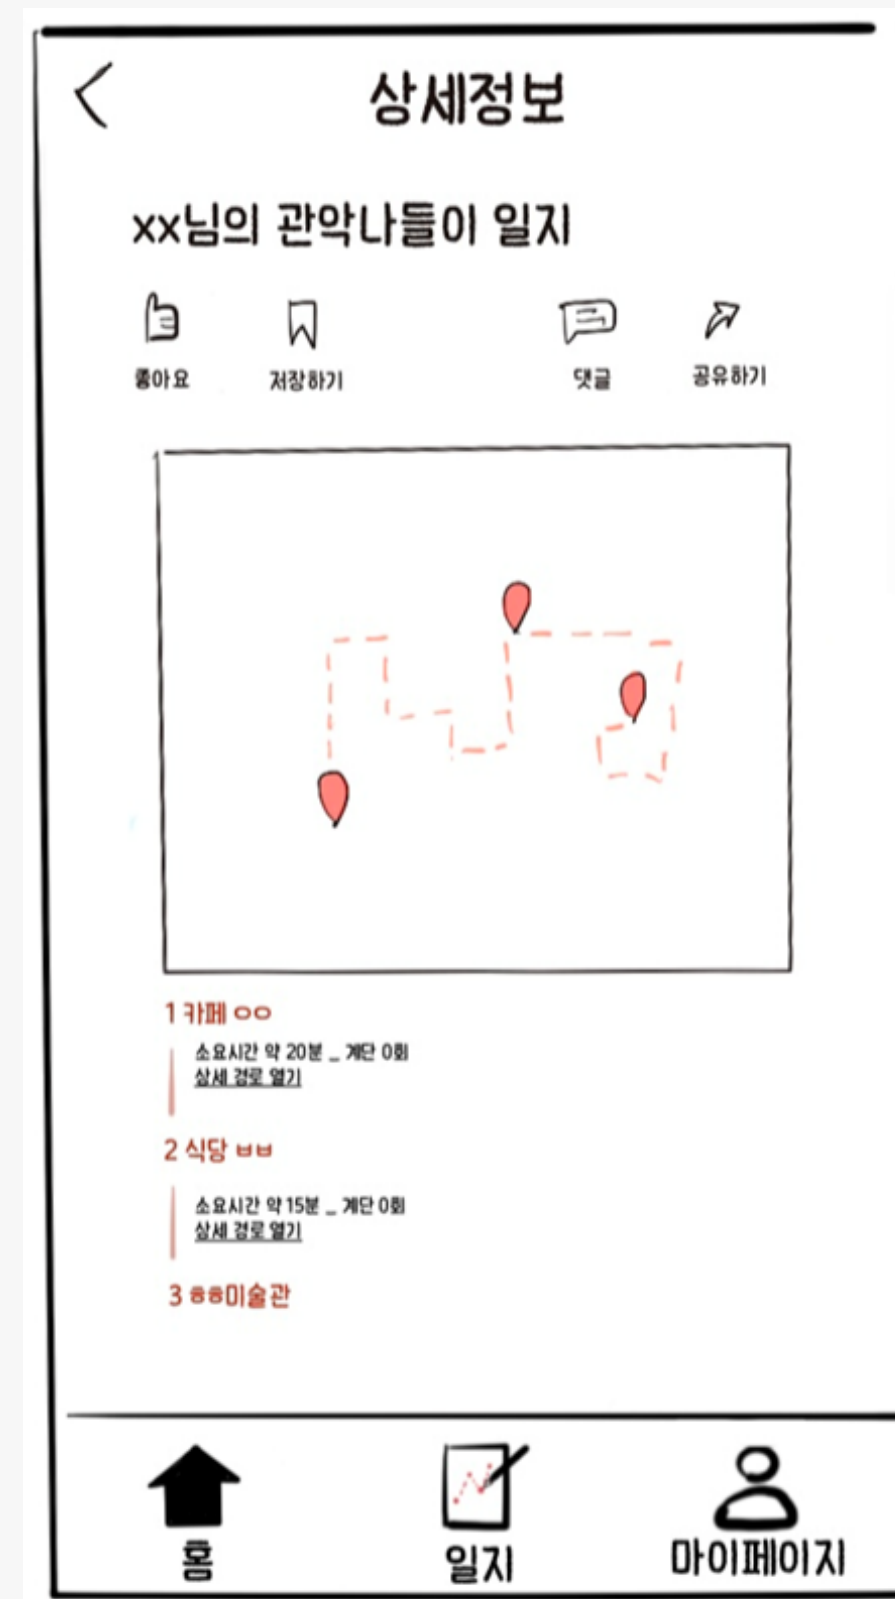 상세정보
xx님의 관악나들이 일지
좋아요 저장하기 댓글 공유하기
1 카페 ㅇㅇ
소요시간 약 20분 _ 계단 0회
상세 경로 열기
2 식당 ㅂㅂ
소요시간 약 15분 _ 계단 0회
상세 경로 열기
3 ㅎㅎ미술관
홈 일지 마이페이지